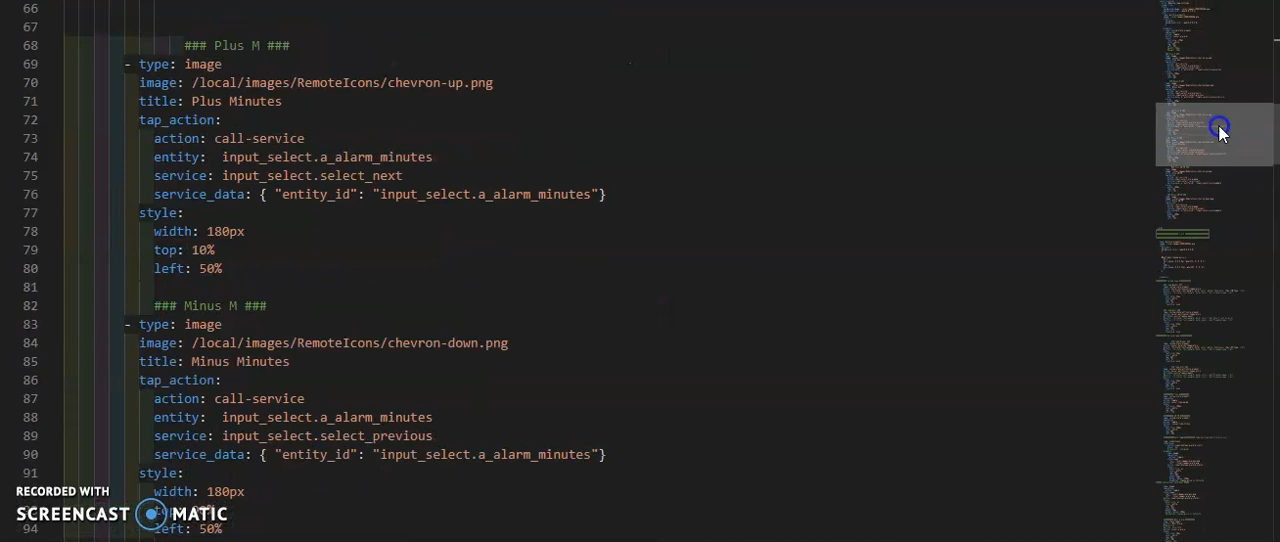 66
67
68 ### Plus M ###
69 - type: image
70 image: /local/images/RemoteIcons/chevron-up.png
71 title: Plus Minutes
72 tap_action:
73 action: call-service
74 entity:  input_select.a_alarm_minutes
75 service: input_select.select_next
76 service_data: { "entity_id": "input_select.a_alarm_minutes"}
77 style:
78 width: 180px
79 top: 10%
80 left: 50%
81
82 ### Minus M ###
83 - type: image
84 image: /local/images/RemoteIcons/chevron-down.png
85 title: Minus Minutes
86 tap_action:
87 action: call-service
88 entity:  input_select.a_alarm_minutes
89 service: input_select.select_previous
90 service_data: { "entity_id": "input_select.a_alarm_minutes"}
91 style:
width: 180px
94 left: 50%
RECORDED WITH
SCREENCAST MATIC